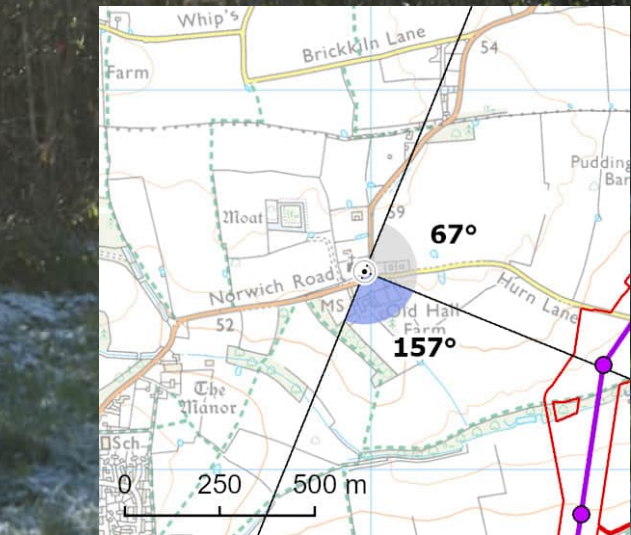 Whip's
Brickkiln Lane
54
Farm
Pudding
Bar
Moat
59
67°
Norwich Road
Hurn Lane
MS
Old Hall
Farm
52
157°
The
Manor
Sch
0 250 500 m